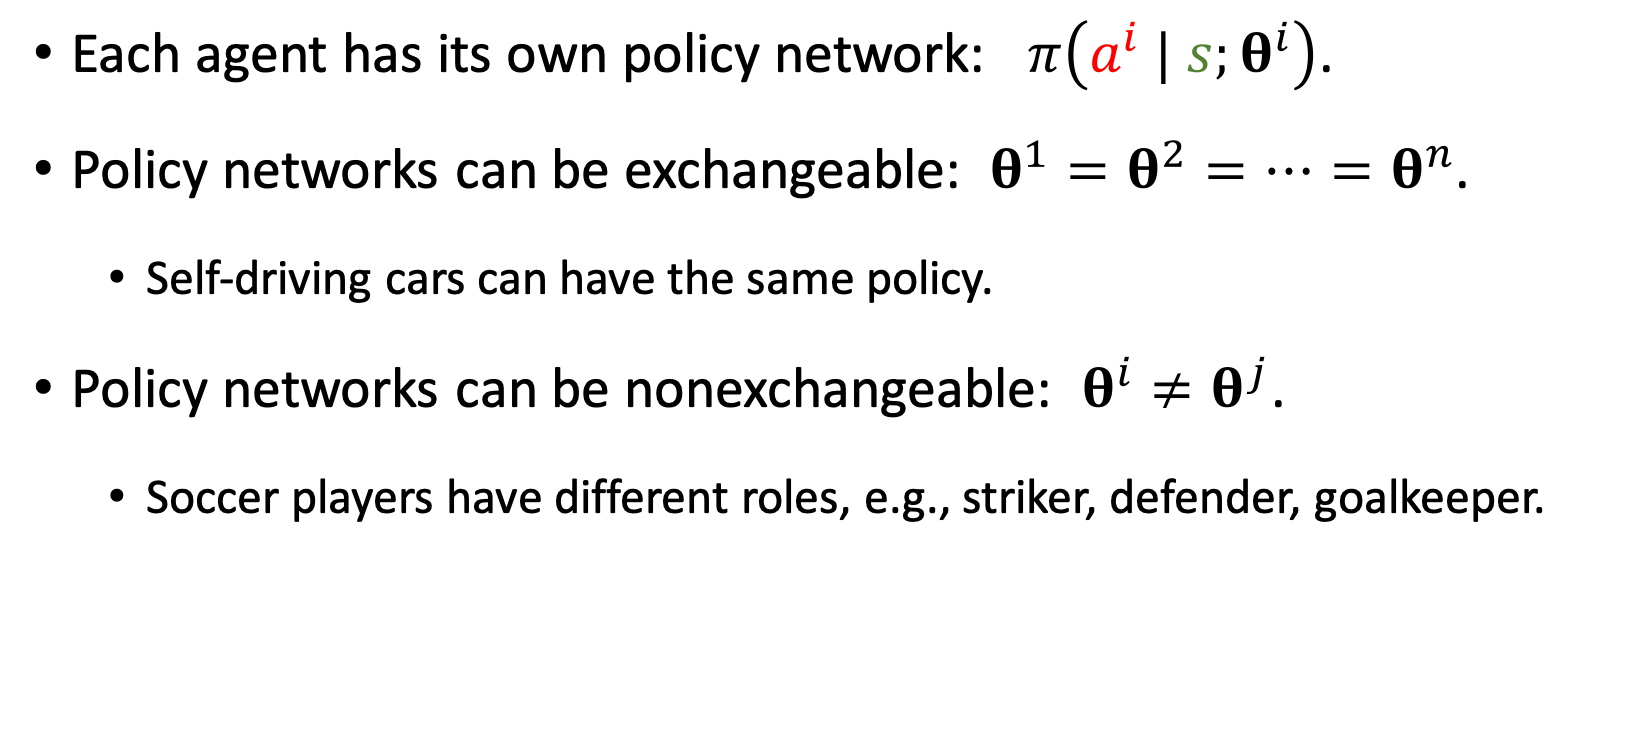 • Each agent has its own policy network: π(aⁱ | s; θⁱ).
• Policy networks can be exchangeable: θ¹ = θ² = ⋯ = θⁿ.
• Self-driving cars can have the same policy.
• Policy networks can be nonexchangeable: θⁱ ≠ θʲ.
• Soccer players have different roles, e.g., striker, defender, goalkeeper.